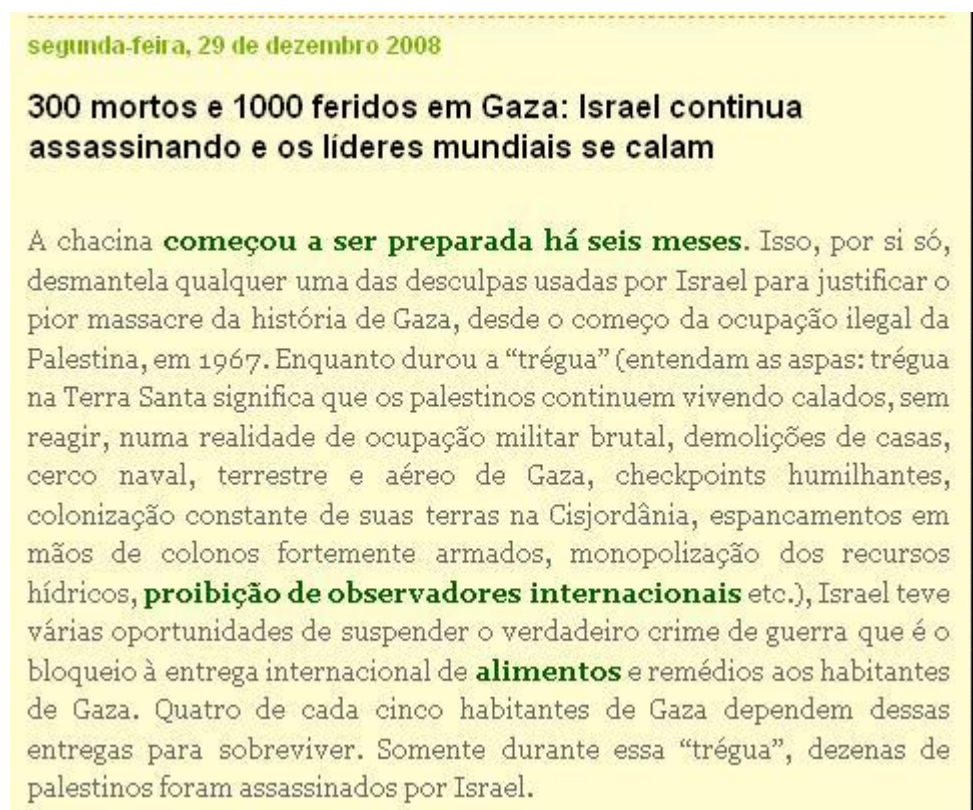 segunda-feira, 29 de dezembro 2008
300 mortos e 1000 feridos em Gaza: Israel continua
assassinando e os líderes mundiais se calam
A chacina começou a ser preparada há seis meses. Isso, por si só,
desmantela qualquer uma das desculpas usadas por Israel para justificar o
pior massacre da história de Gaza, desde o começo da ocupação ilegal da
Palestina, em 1967. Enquanto durou a “trégua” (entendam as aspas: trégua
na Terra Santa significa que os palestinos continuem vivendo calados, sem
reagir, numa realidade de ocupação militar brutal, demolições de casas,
cerco naval, terrestre e aéreo de Gaza, checkpoints humilhantes,
colonização constante de suas terras na Cisjordânia, espancamentos em
mãos de colonos fortemente armados, monopolização dos recursos
hídricos, proibição de observadores internacionais etc.), Israel teve
várias oportunidades de suspender o verdadeiro crime de guerra que é o
bloqueio à entrega internacional de alimentos e remédios aos habitantes
de Gaza. Quatro de cada cinco habitantes de Gaza dependem dessas
entregas para sobreviver. Somente durante essa “trégua”, dezenas de
palestinos foram assassinados por Israel.